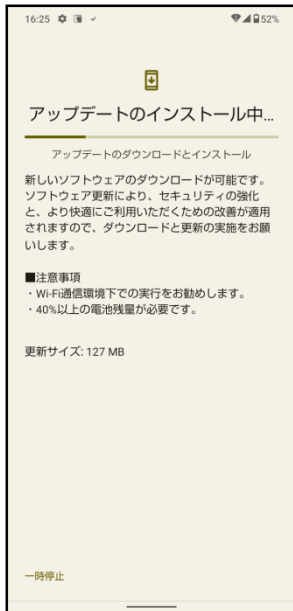 16:25
52%
アップデートのインストール中...
アップデートのダウンロードとインストール
新しいソフトウェアのダウンロードが可能です。
ソフトウェア更新により、セキュリティの強化
と、より快適にご利用いただくための改善が適用
されますので、ダウンロードと更新の実施をお願
いします。
■注意事項
・Wi-Fi通信環境下での実行をお勧めします。
・40%以上の電池残量が必要です。
更新サイズ: 127 MB
一時停止